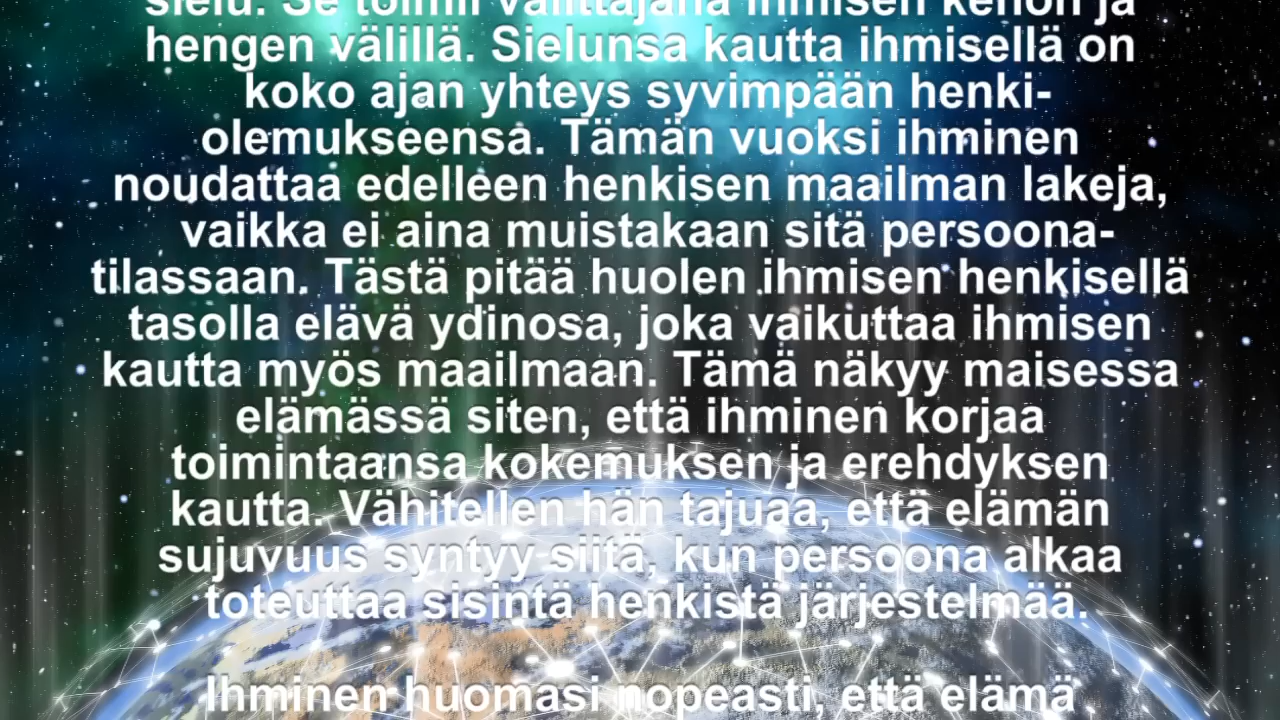 sielu. Se toimii välittäjänä ihmisen kehon ja
hengen välillä. Sielunsa kautta ihmisellä on
koko ajan yhteys syvimpään henki-
olemukseensa. Tämän vuoksi ihminen
noudattaa edelleen henkisen maailman lakeja,
vaikka ei aina muistakaan sitä persoona-
tilassaan. Tästä pitää huolen ihmisen henkisellä
tasolla elävä ydinosa, joka vaikuttaa ihmisen
kautta myös maailmaan. Tämä näkyy maisessa
elämässä siten, että ihminen korjaa
toimintaansa kokemuksen ja erehdyksen
kautta. Vähitellen hän tajuaa, että elämän
sujuvuus syntyy siitä, kun persoona alkaa
toteuttaa sisintä henkistä järjestelmää.
Ihminen huomasi nopeasti, että elämä